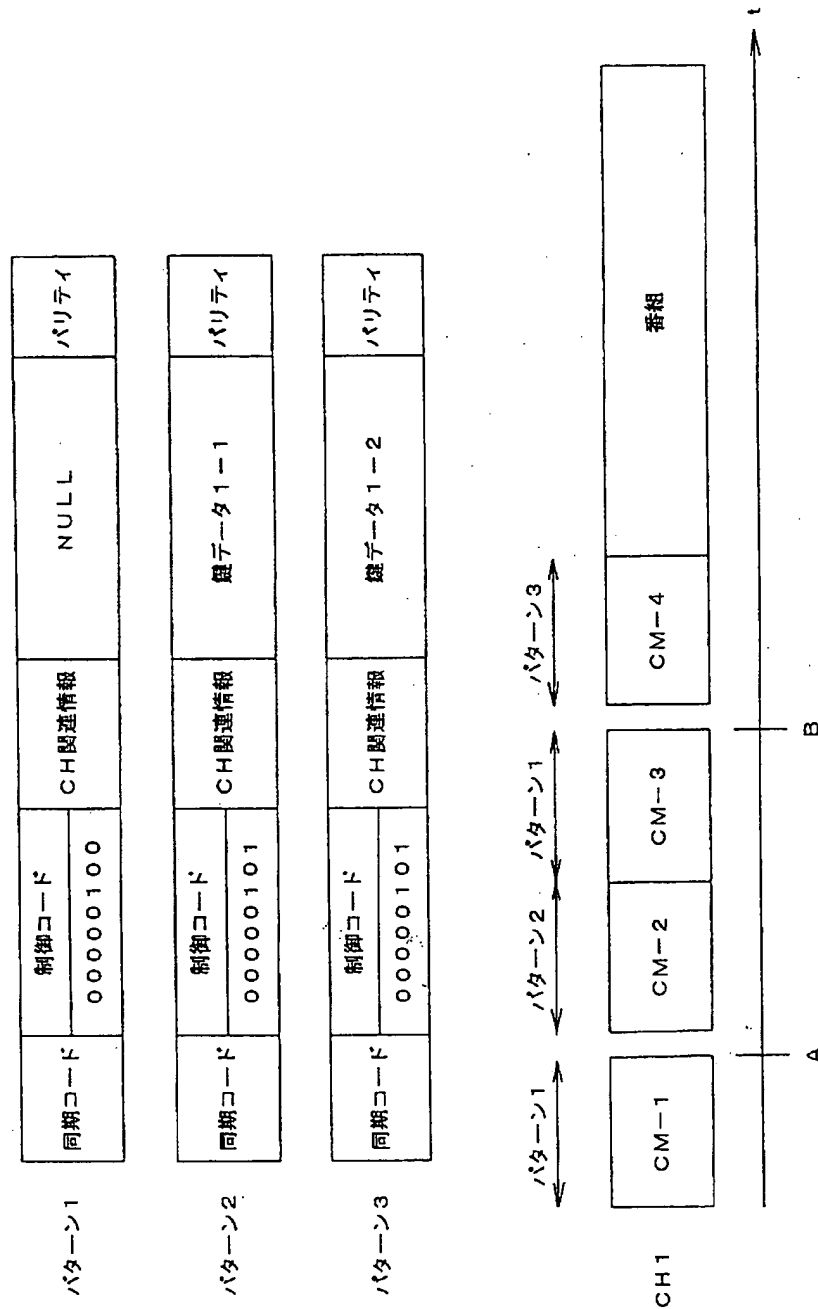 パターン1
同期コード
制御コード
00000100
CH関連情報
NULL
パリティ
パターン2
同期コード
制御コード
00000101
CH関連情報
鍵データ1-1
パリティ
パターン3
同期コード
制御コード
00000101
CH関連情報
鍵データ1-2
パリティ
パターン1
パターン2
パターン1
パターン3
CH1
CM-1
CM-2
CM-3
CM-4
番組
A
B
t